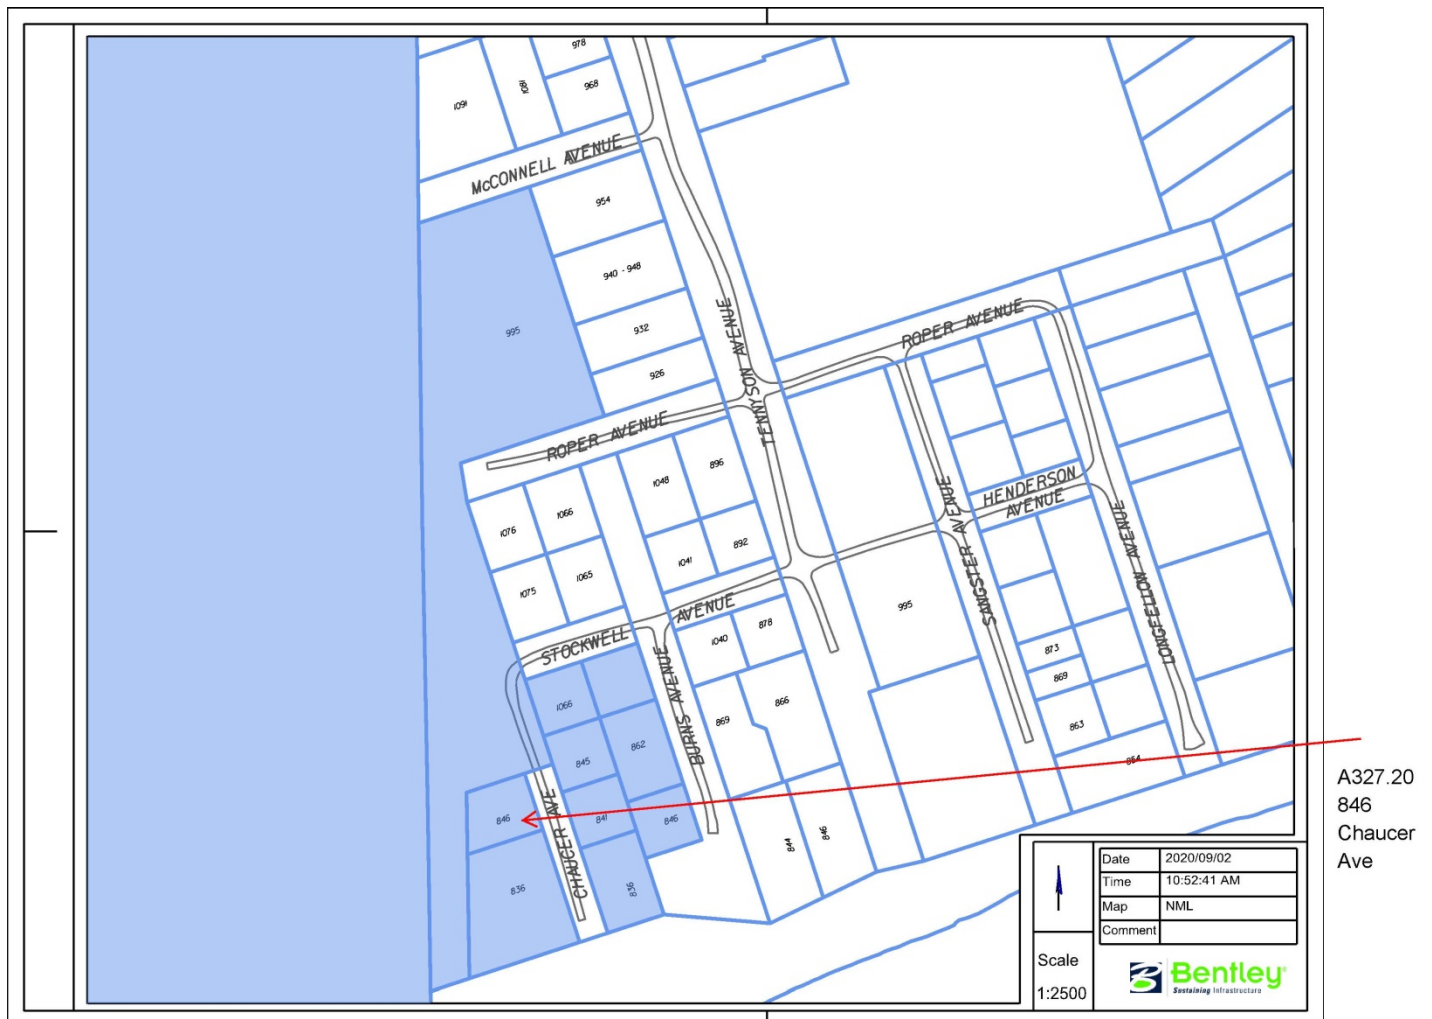 978
1081
968
1091
McCONNELL AVENUE
954
940 - 948
995
932
926
TENNYSON AVENUE
ROPER AVENUE
ROPER AVENUE
1048
896
1076
1066
1041
892
1075
1065
HENDERSON
AVENUE
SANGSTER AVENUE
LONGFELLOW AVENUE
995
STOCKWELL AVENUE
1040
878
BURNS AVENUE
873
869
863
854
1066
862
845
869
866
846
841
846
844
846
836
836
CHAUCER AVE
A327.20
846
Chaucer
Ave
Date 2020/09/02
Time 10:52:41 AM
Map NML
Comment
Scale
1:2500
Bentley
Sustaining Infrastructure